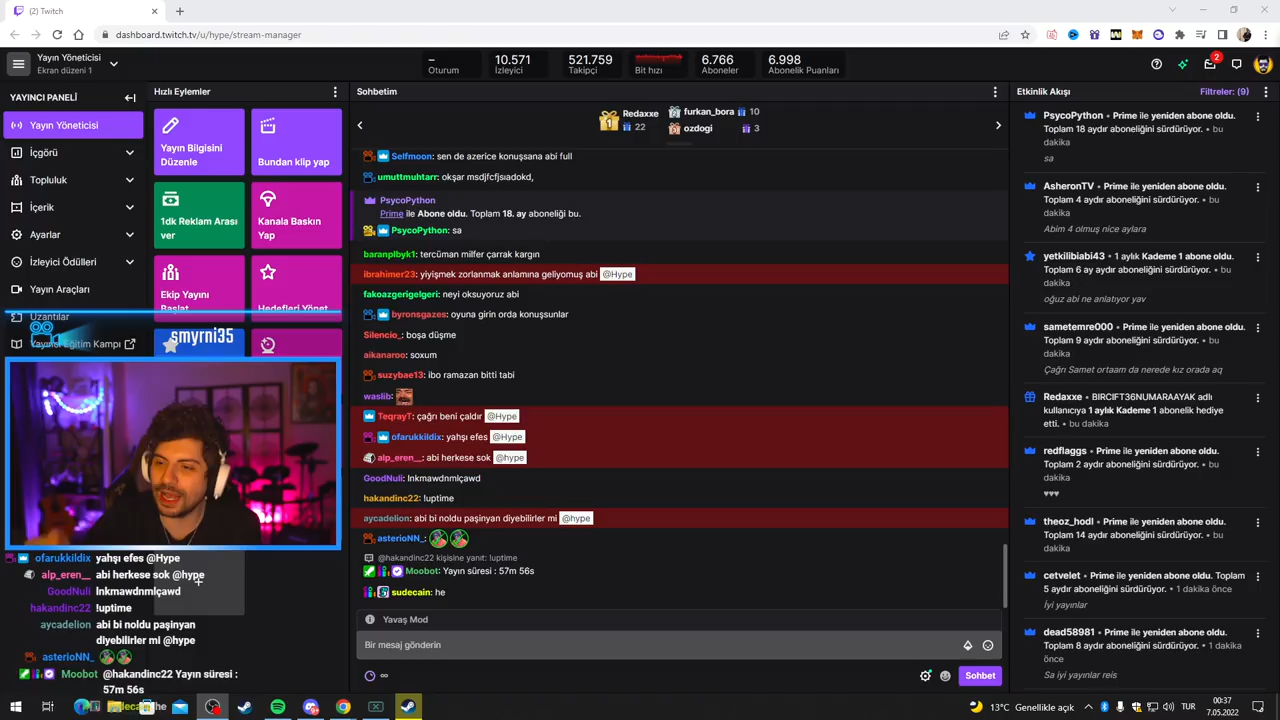 (2) Twitch
dashboard.twitch.tv/u/hype/stream-manager
Yayın Yöneticisi
Ekran düzeni 1
–
Oturum
10.571
İzleyici
521.759
Takipçi
Bit hızı
6.766
Aboneler
6.998
Abonelik Puanları
2
YAYINCI PANELİ
Yayın Yöneticisi
İçgörü
Topluluk
İçerik
Ayarlar
İzleyici Ödülleri
Yayın Araçları
Uzantılar
Yayıncı Eğitim Kampı
Hızlı Eylemler
Yayın Bilgisini
Düzenle
Bundan klip yap
1dk Reklam Arası
ver
Kanala Baskın
Yap
Ekip Yayını
Başlat
Hedefleri Yönet
smyrni35
ofarukkildix yahşı efes @Hype
alp_eren__ abi herkese sok @hype
GoodNuli lnkmawdnmlçawd
hakandinc22 !uptime
aycadelion abi bi noldu paşinyan
diyebilirler mi @hype
asterioNN_
Moobot @hakandinc22 Yayın süresi :
57m 56s
sudecain he
Sohbetim
1
Redaxxe
22
2 furkan_bora 10
3 ozdogi 3
Selfmoon: sen de azerice konuşsana abi full
umuttmuhtarr: okşar msdjfcfjsıadokd,
PsycoPython
Prime ile Abone oldu. Toplam 18. ay aboneliği bu.
PsycoPython: sa
baranplbyk1: tercüman milfer çarrak kargın
ibrahimer23: yiyişmek zorlanmak anlamına geliyomuş abi @Hype
fakoazgerigelgeri: neyi oksuyoruz abi
byronsgazes: oyuna girin orda konuşsunlar
Silencio_: boşa düşme
aikanaroo: soxum
suzybae13: ibo ramazan bitti tabi
waslib:
TeqrayT: çağrı beni çaldır @Hype
ofarukkildix: yahşı efes @Hype
alp_eren__: abi herkese sok @hype
GoodNuli: lnkmawdnmlçawd
hakandinc22: !uptime
aycadelion: abi bi noldu paşinyan diyebilirler mi @hype
asterioNN_:
@hakandinc22 kişisine yanıt: !uptime
Moobot: Yayın süresi : 57m 56s
sudecain: he
Yavaş Mod
Bir mesaj gönderin
∞
Sohbet
Etkinlik Akışı
Filtreler: (9)
PsycoPython • Prime ile yeniden abone oldu.
Toplam 18 aydır aboneliğini sürdürüyor. • bu
dakika
sa
AsheronTV • Prime ile yeniden abone oldu.
Toplam 4 aydır aboneliğini sürdürüyor. • bu
dakika
Abim 4 olmuş nice aylara
yetkilibiabi43 • 1 aylık Kademe 1 abone oldu.
Toplam 6 ay aydır aboneliğini sürdürüyor. • bu
dakika
oğuz abi ne anlatıyor yav
sametemre000 • Prime ile yeniden abone oldu.
Toplam 9 aydır aboneliğini sürdürüyor. • bu
dakika
Çağrı Samet ortaam da nerede kız orada aq
Redaxxe • BIRCIFT36NUMARAAYAK adlı
kullanıcıya 1 aylık Kademe 1 abonelik hediye
etti. • bu dakika
redflaggs • Prime ile yeniden abone oldu.
Toplam 2 aydır aboneliğini sürdürüyor. • bu
dakika
♥♥♥
theoz_hodl • Prime ile yeniden abone oldu.
Toplam 14 aydır aboneliğini sürdürüyor. • bu
dakika
cetvelet • Prime ile yeniden abone oldu. Toplam
5 aydır aboneliğini sürdürüyor. • 1 dakika önce
İyi yayınlar
dead58981 • Prime ile yeniden abone oldu.
Toplam 8 aydır aboneliğini sürdürüyor. • 1 dakika
önce
Sa iyi yayınlar reis
13°C Genellikle açık
TUR
00:37
7.05.2022